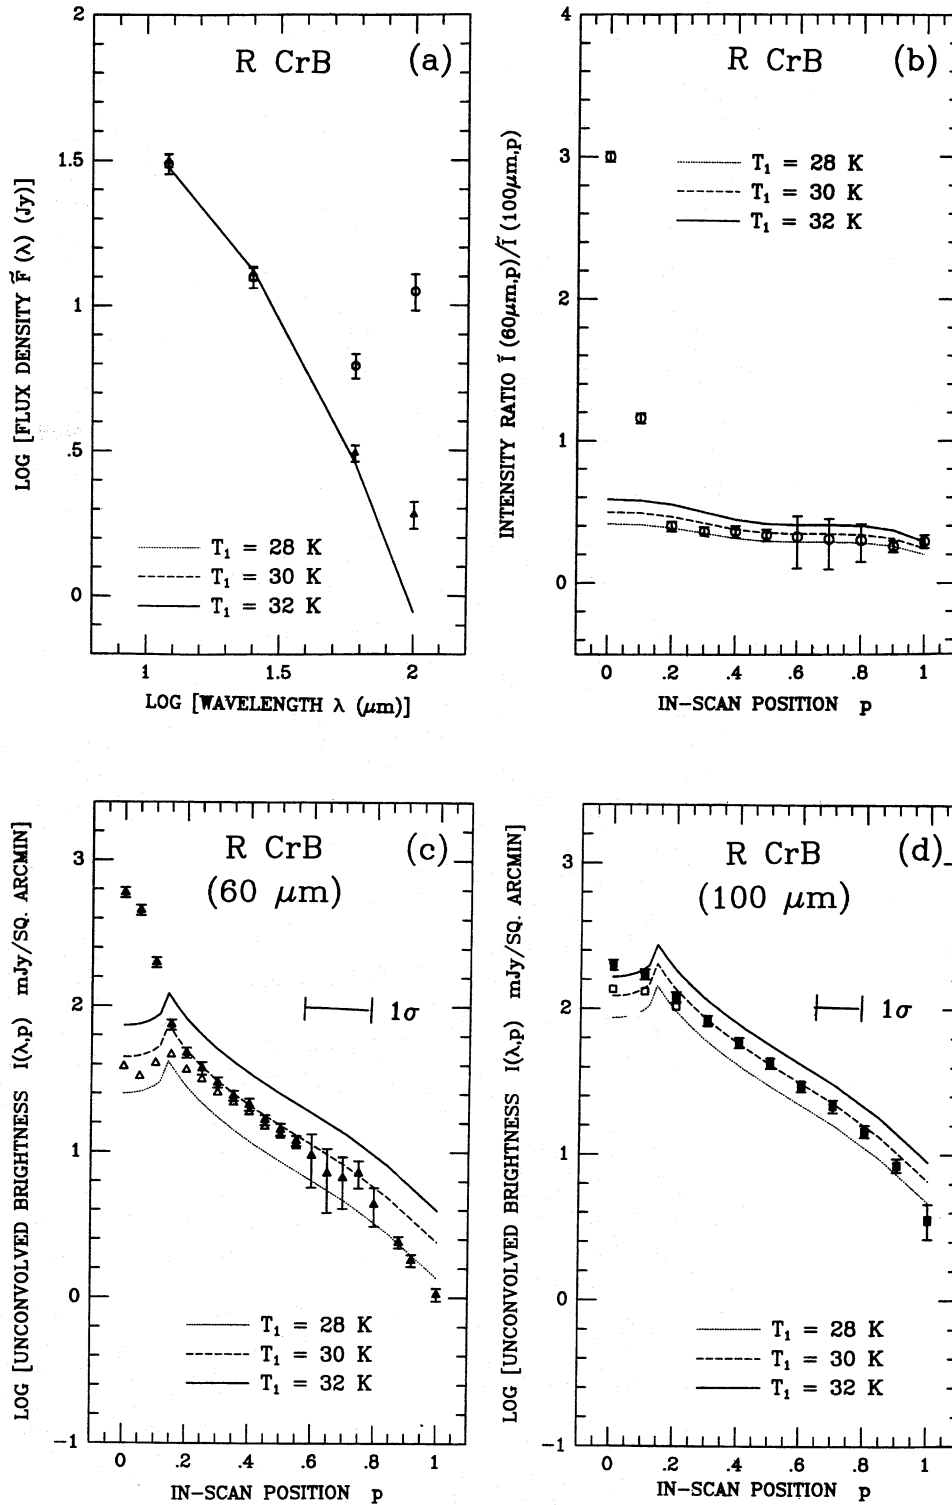 R CrB (a)
LOG [FLUX DENSITY F̃ (λ) (Jy)]
2
1.5
1
.5
0
T₁ = 28 K
T₁ = 30 K
T₁ = 32 K
1 1.5 2
LOG [WAVELENGTH λ (μm)]
R CrB (b)
INTENSITY RATIO Ĩ (60μm,p)/Ĩ (100μm,p)
4
3
2
1
0
T₁ = 28 K
T₁ = 30 K
T₁ = 32 K
0 .2 .4 .6 .8 1
IN-SCAN POSITION p
R CrB (c)
(60 μm)
LOG [UNCONVOLVED BRIGHTNESS I(λ,p) mJy/SQ. ARCMIN]
3
2
1
0
-1
1σ
T₁ = 28 K
T₁ = 30 K
T₁ = 32 K
0 .2 .4 .6 .8 1
IN-SCAN POSITION p
R CrB (d)
(100 μm)
LOG [UNCONVOLVED BRIGHTNESS I(λ,p) mJy/SQ. ARCMIN]
3
2
1
0
-1
1σ
T₁ = 28 K
T₁ = 30 K
T₁ = 32 K
0 .2 .4 .6 .8 1
IN-SCAN POSITION p